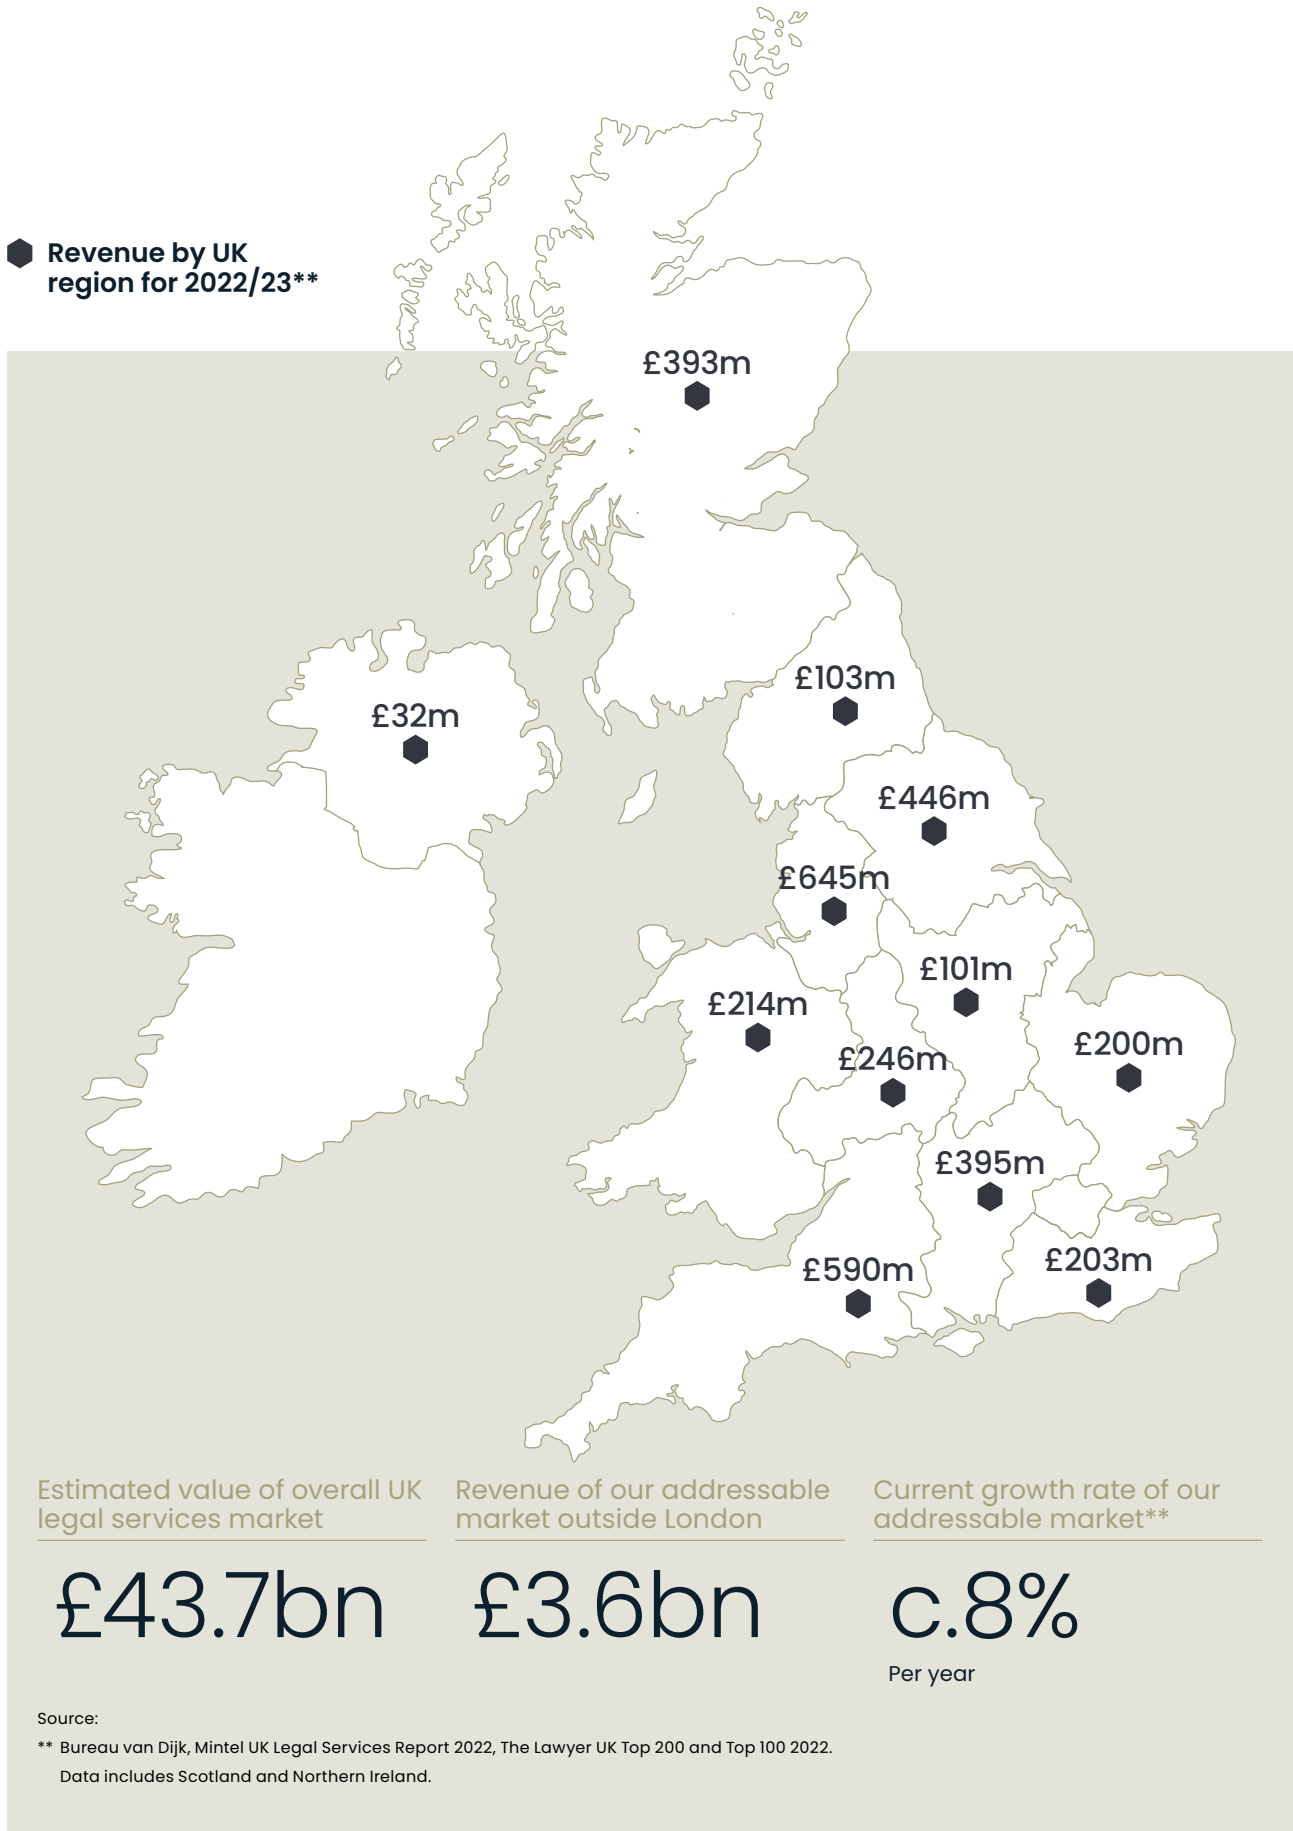 Revenue by UK
region for 2022/23**
£393m
£103m
£32m
£446m
£645m
£101m
£214m
£200m
£246m
£395m
£203m
£590m
Estimated value of overall UK
legal services market
£43.7bn
Revenue of our addressable
market outside London
£3.6bn
Current growth rate of our
addressable market**
c.8%
Per year
Source:
** Bureau van Dijk, Mintel UK Legal Services Report 2022, The Lawyer UK Top 200 and Top 100 2022.
Data includes Scotland and Northern Ireland.